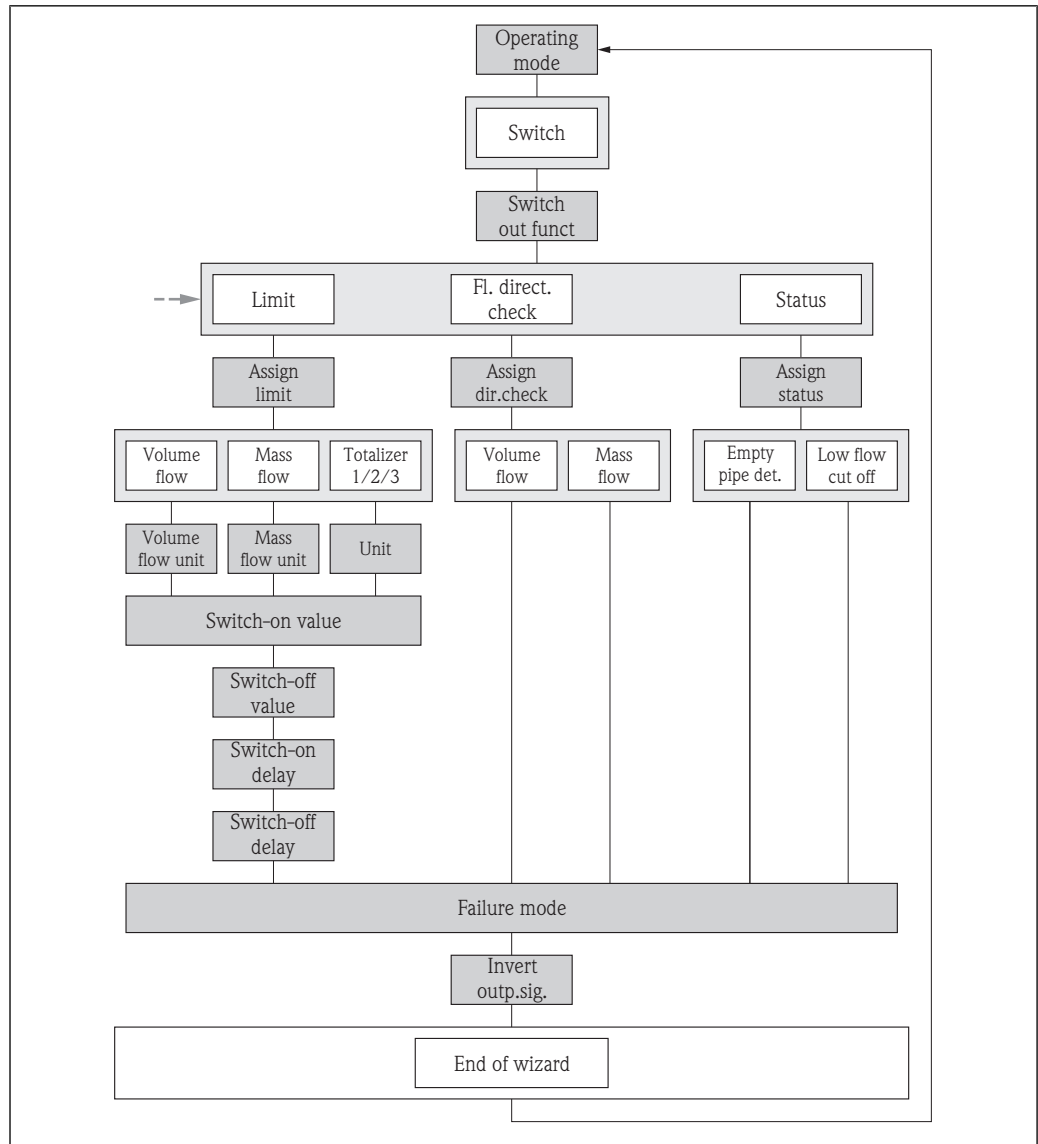 Operating
mode
Switch
Switch
out funct
Limit
Fl. direct.
check
Status
Assign
limit
Assign
dir.check
Assign
status
Volume
flow
Mass
flow
Totalizer
1/2/3
Volume
flow
Mass
flow
Empty
pipe det.
Low flow
cut off
Volume
flow unit
Mass
flow unit
Unit
Switch-on value
Switch-off
value
Switch-on
delay
Switch-off
delay
Failure mode
Invert
outp.sig.
End of wizard